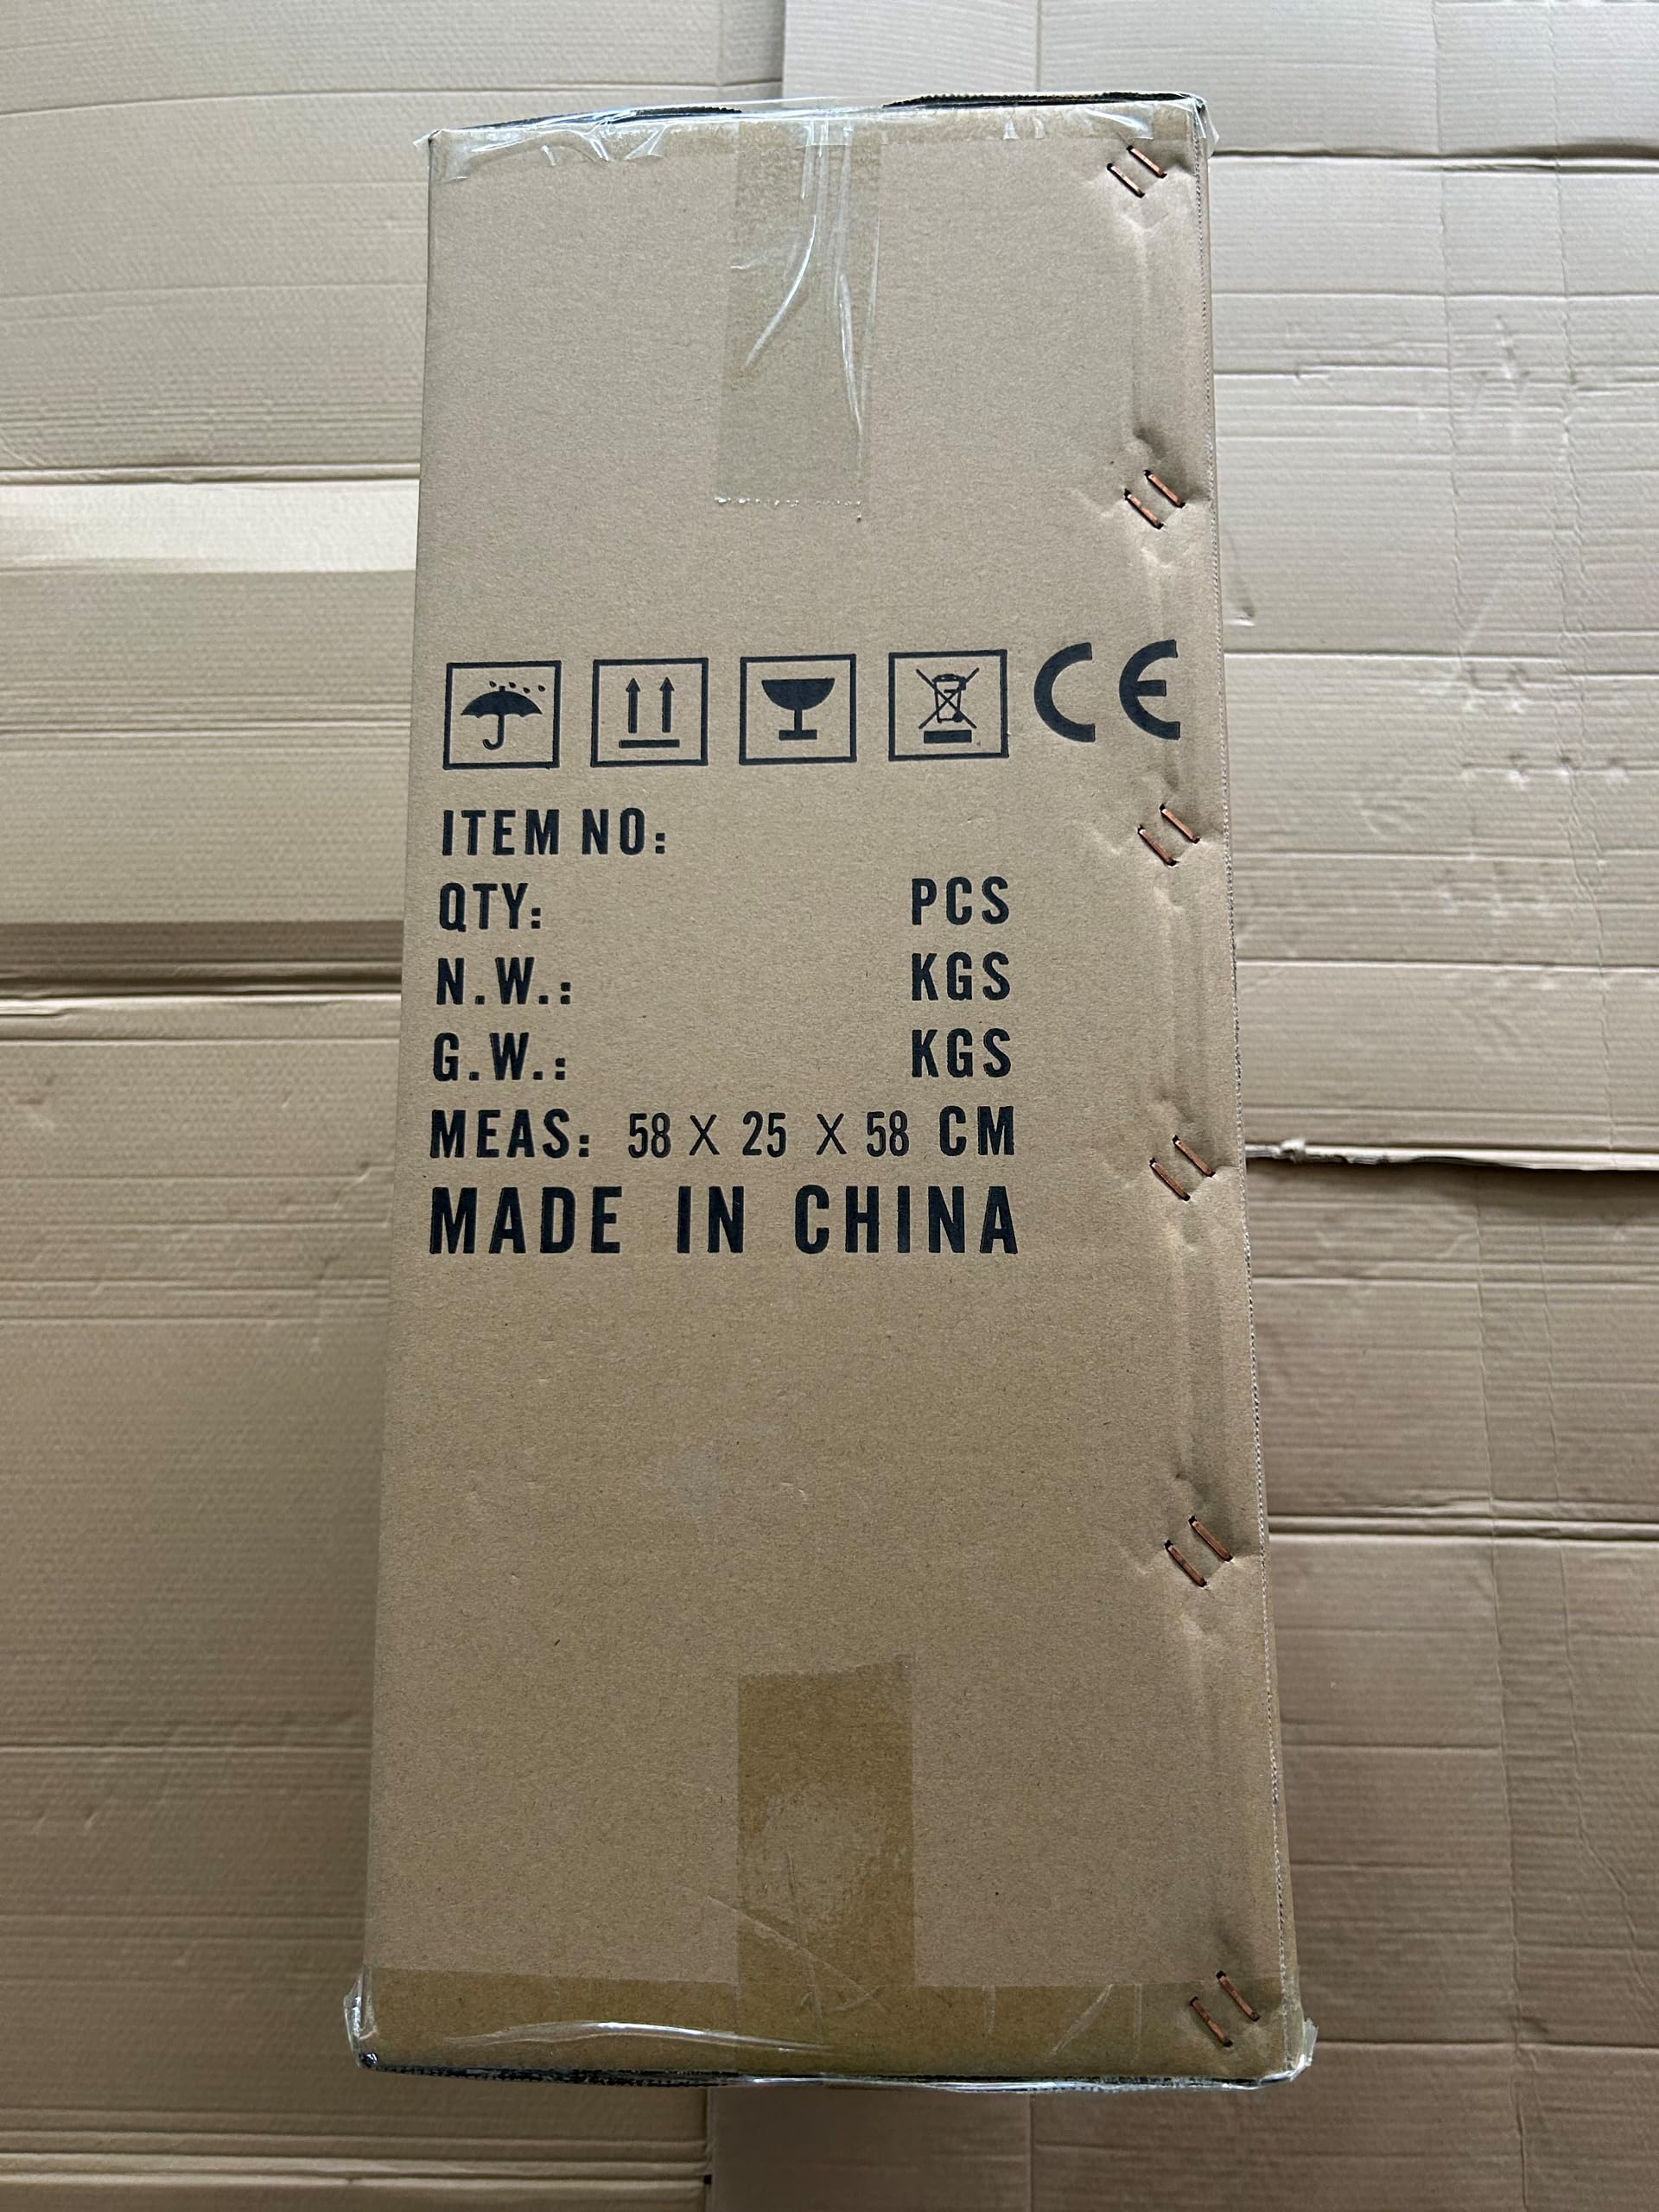 CE
ITEM NO:
QTY: PCS
N.W.: KGS
G.W.: KGS
MEAS: 58 X 25 X 58 CM
MADE IN CHINA